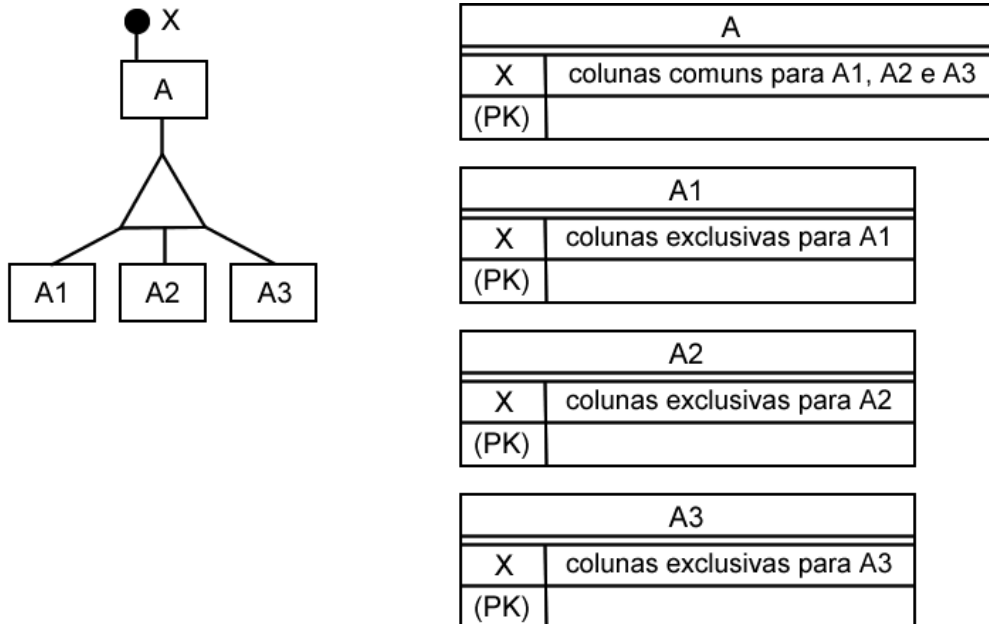 X
A
A1
A2
A3
A
X
colunas comuns para A1, A2 e A3
(PK)
A1
X
colunas exclusivas para A1
(PK)
A2
X
colunas exclusivas para A2
(PK)
A3
X
colunas exclusivas para A3
(PK)